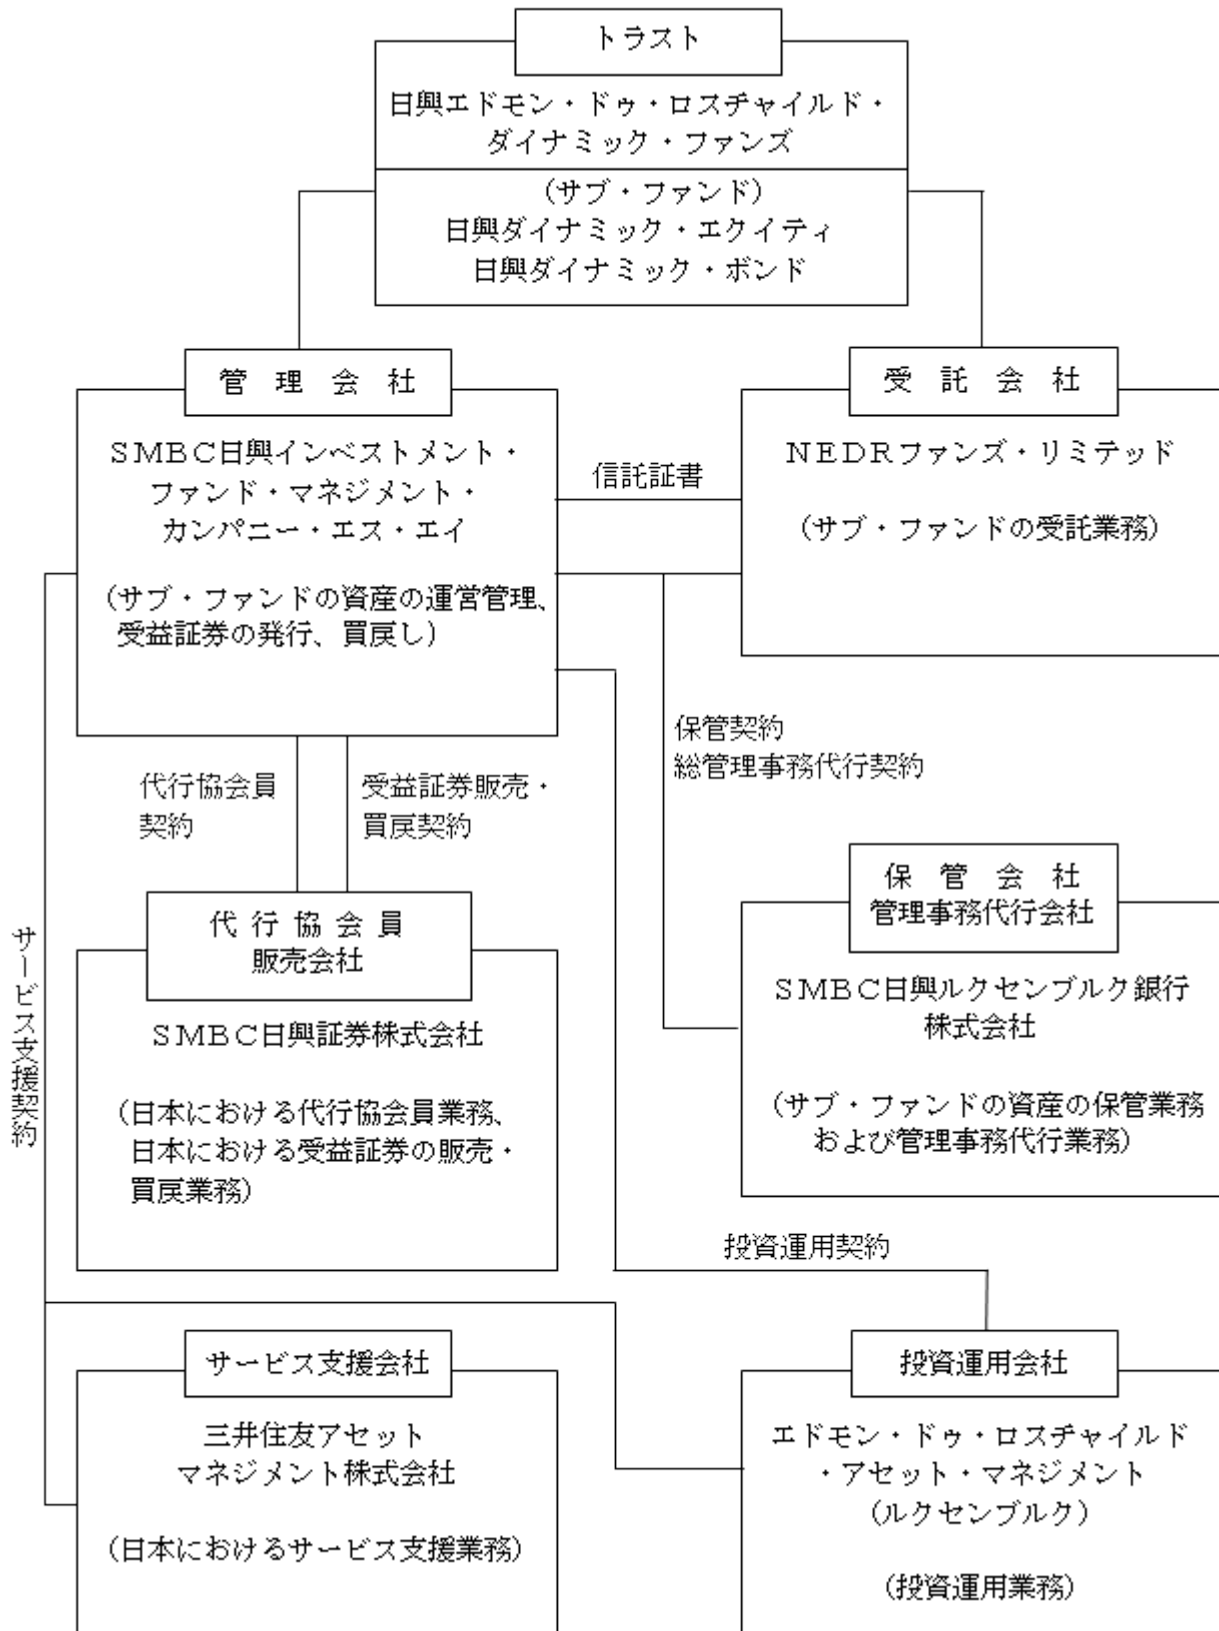 トラスト
日興エドモン・ドゥ・ロスチャイルド・
ダイナミック・ファンズ
(サブ・ファンド)
日興ダイナミック・エクイティ
日興ダイナミック・ボンド
管理会社
SMBC日興インベストメント・
ファンド・マネジメント・
カンパニー・エス・エイ
(サブ・ファンドの資産の運営管理、
受益証券の発行、買戻し)
信託証書
受託会社
NEDRファンズ・リミテッド
(サブ・ファンドの受託業務)
代行協会員
契約
受益証券販売・
買戻契約
保管契約
総管理事務代行契約
代行協会員
販売会社
SMBC日興証券株式会社
(日本における代行協会員業務、
日本における受益証券の販売・
買戻業務)
保管会社
管理事務代行会社
SMBC日興ルクセンブルク銀行
株式会社
(サブ・ファンドの資産の保管業務
および管理事務代行業務)
サービス支援契約
投資運用契約
サービス支援会社
三井住友アセット
マネジメント株式会社
(日本におけるサービス支援業務)
投資運用会社
エドモン・ドゥ・ロスチャイルド
・アセット・マネジメント
(ルクセンブルク)
(投資運用業務)